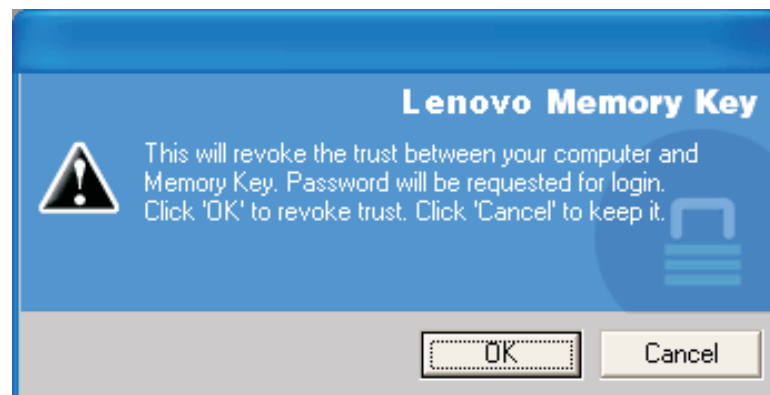 Lenovo Memory Key
This will revoke the trust between your computer and
Memory Key. Password will be requested for login.
Click 'OK' to revoke trust. Click 'Cancel' to keep it.
OK
Cancel